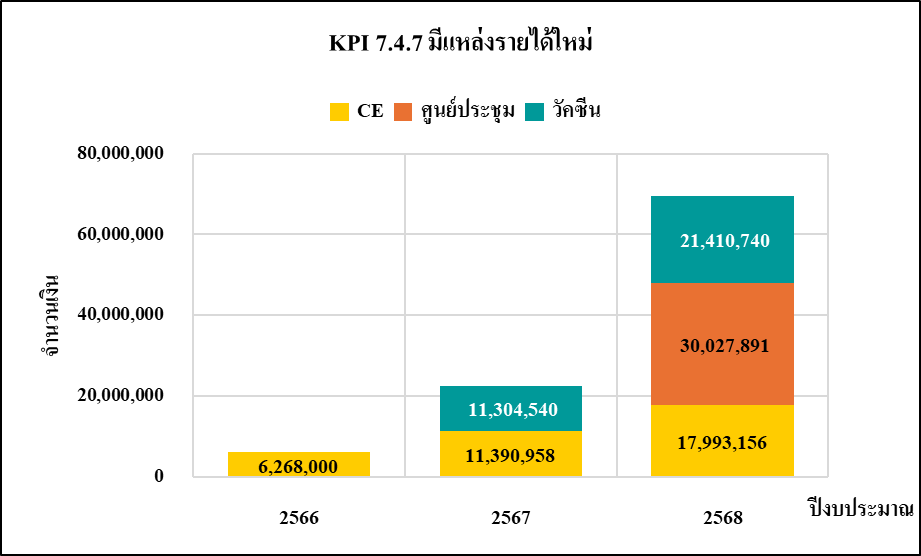 KPI 7.4.7 มีแหล่งรายได้ใหม่
CE ศูนย์ประชุม วัคซีน
80,000,000
60,000,000
40,000,000
20,000,000
0
จำนวนเงิน
21,410,740
30,027,891
17,993,156
11,304,540
11,390,958
6,268,000
2566 2567 2568
ปีงบประมาณ